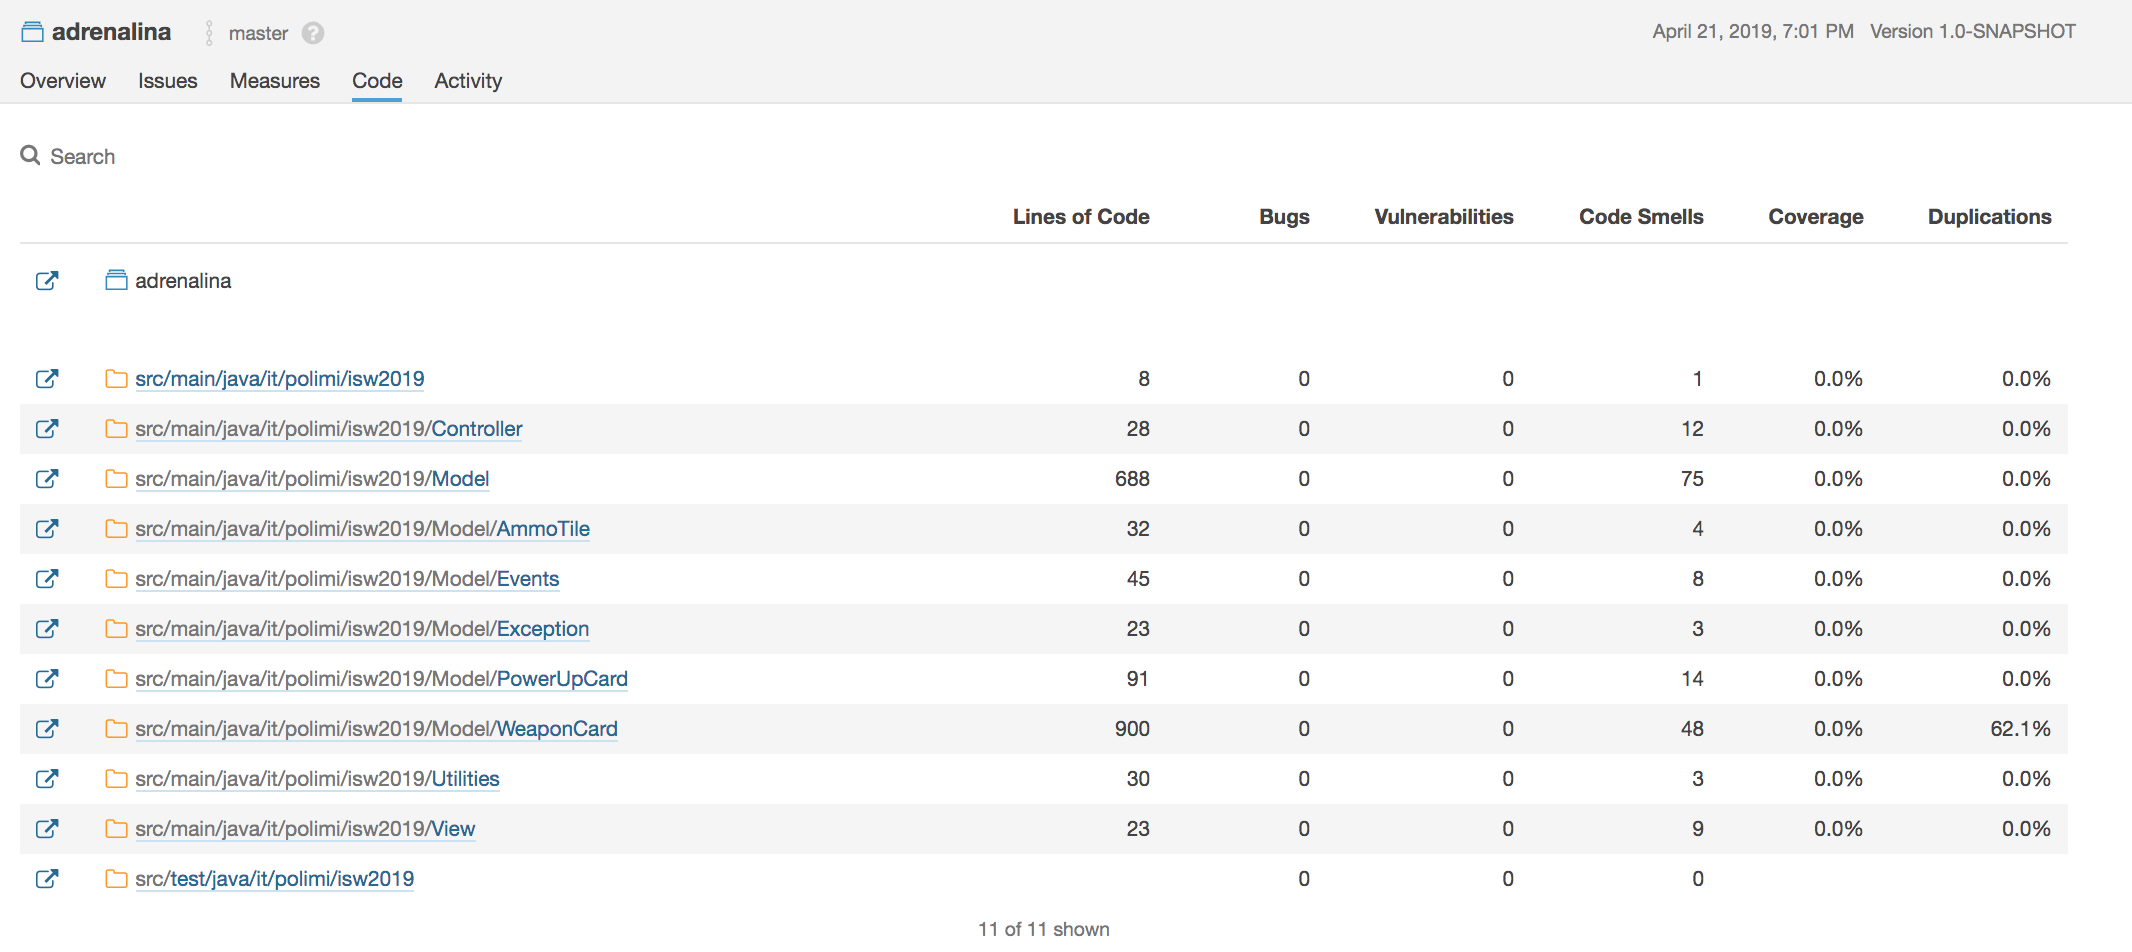 adrenalina master ? April 21, 2019, 7:01 PM Version 1.0-SNAPSHOT
Overview Issues Measures Code Activity
Search
Lines of Code Bugs Vulnerabilities Code Smells Coverage Duplications
adrenalina
src/main/java/it/polimi/isw2019 8 0 0 1 0.0% 0.0%
src/main/java/it/polimi/isw2019/Controller 28 0 0 12 0.0% 0.0%
src/main/java/it/polimi/isw2019/Model 688 0 0 75 0.0% 0.0%
src/main/java/it/polimi/isw2019/Model/AmmoTile 32 0 0 4 0.0% 0.0%
src/main/java/it/polimi/isw2019/Model/Events 45 0 0 8 0.0% 0.0%
src/main/java/it/polimi/isw2019/Model/Exception 23 0 0 3 0.0% 0.0%
src/main/java/it/polimi/isw2019/Model/PowerUpCard 91 0 0 14 0.0% 0.0%
src/main/java/it/polimi/isw2019/Model/WeaponCard 900 0 0 48 0.0% 62.1%
src/main/java/it/polimi/isw2019/Utilities 30 0 0 3 0.0% 0.0%
src/main/java/it/polimi/isw2019/View 23 0 0 9 0.0% 0.0%
src/test/java/it/polimi/isw2019 0 0 0
11 of 11 shown